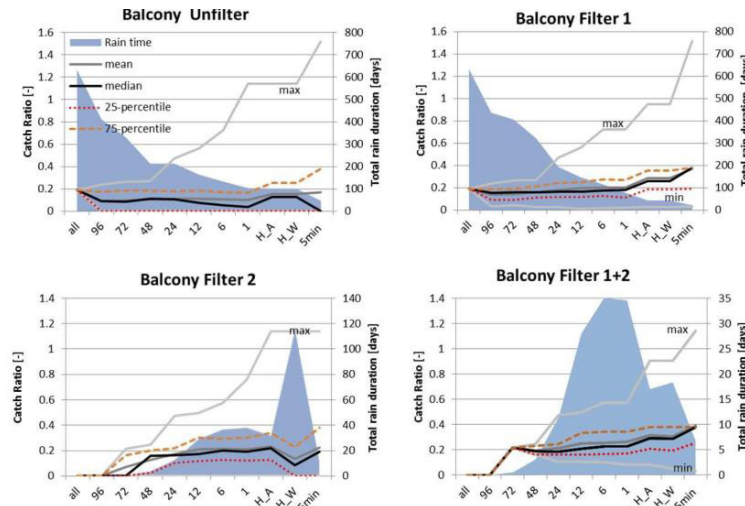 Balcony Unfilter
1.6
1.4
1.2
1
0.8
0.6
0.4
0.2
0
Catch Ratio [-]
Rain time
mean
median
25-percentile
75-percentile
max
800
700
600
500
400
300
200
100
0
Total rain duration [days]
all 96 72 48 24 12 6 1 H_A H_W 5min
Balcony Filter 1
1.6
1.4
1.2
1
0.8
0.6
0.4
0.2
0
Catch Ratio [-]
max
min
800
700
600
500
400
300
200
100
0
Total rain duration [days]
all 96 72 48 24 12 6 1 H_A H_W 5min
Balcony Filter 2
1.4
1.2
1
0.8
0.6
0.4
0.2
0
Catch Ratio [-]
max
140
120
100
80
60
40
20
0
Total rain duration [days]
all 96 72 48 24 12 6 1 H_A H_W 5min
Balcony Filter 1+2
1.4
1.2
1
0.8
0.6
0.4
0.2
0
Catch Ratio [-]
max
min
35
30
25
20
15
10
5
0
Total rain duration [days]
all 96 72 48 24 12 6 1 H_A H_W 5min